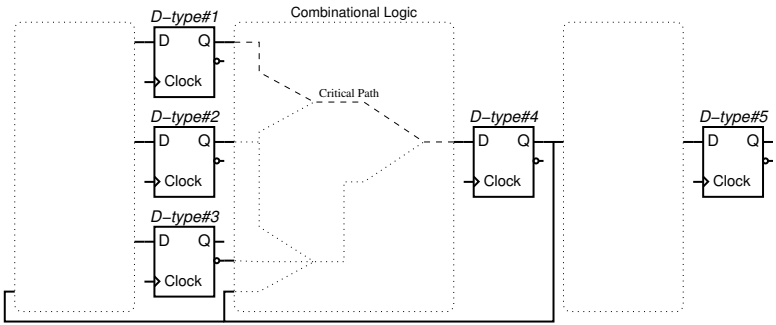 D-type#1
Combinational Logic
D Q
Clock
Critical Path
D-type#2
D Q
Clock
D-type#4
D Q
Clock
D-type#5
D Q
Clock
D-type#3
D Q
Clock